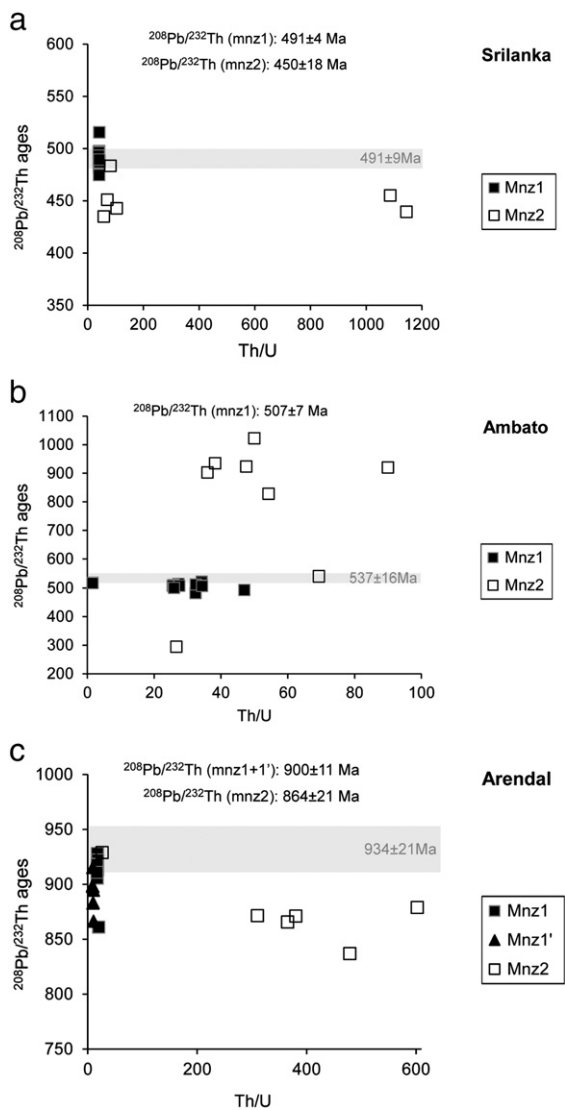 a
208Pb/232Th (mnz1): 491±4 Ma
208Pb/232Th (mnz2): 450±18 Ma
Srilanka
208Pb/232Th ages
600
550
500
450
400
350
491±9Ma
0 200 400 600 800 1000 1200
Th/U
Mnz1
Mnz2
b
208Pb/232Th (mnz1): 507±7 Ma
Ambato
208Pb/232Th ages
1100
1000
900
800
700
600
500
400
300
200
537±16Ma
0 20 40 60 80 100
Th/U
Mnz1
Mnz2
c
208Pb/232Th (mnz1+1'): 900±11 Ma
208Pb/232Th (mnz2): 864±21 Ma
Arendal
208Pb/232Th ages
1000
950
900
850
800
750
934±21Ma
0 200 400 600
Th/U
Mnz1
Mnz1'
Mnz2